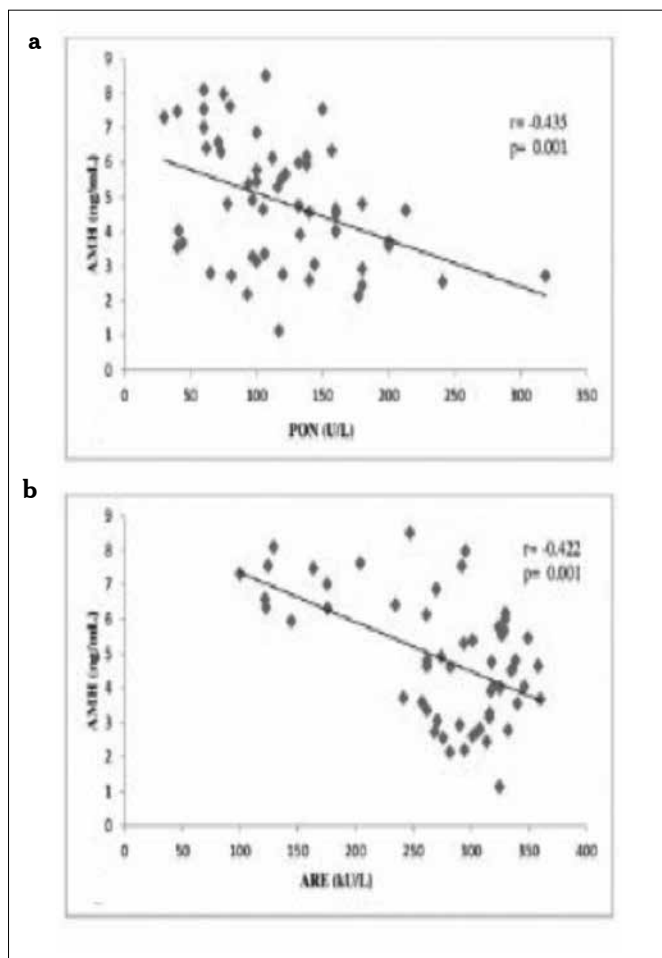 a
9
8
7
6
5
4
3
2
1
0
AMH (ng/mL)
r= -0.435
p= 0.001
0 50 100 150 200 250 300 350
PON (U/L)
b
9
8
7
6
5
4
3
2
1
0
AMH (ng/mL)
r= -0.422
p= 0.001
0 50 100 150 200 250 300 350 400
ARE (kU/L)